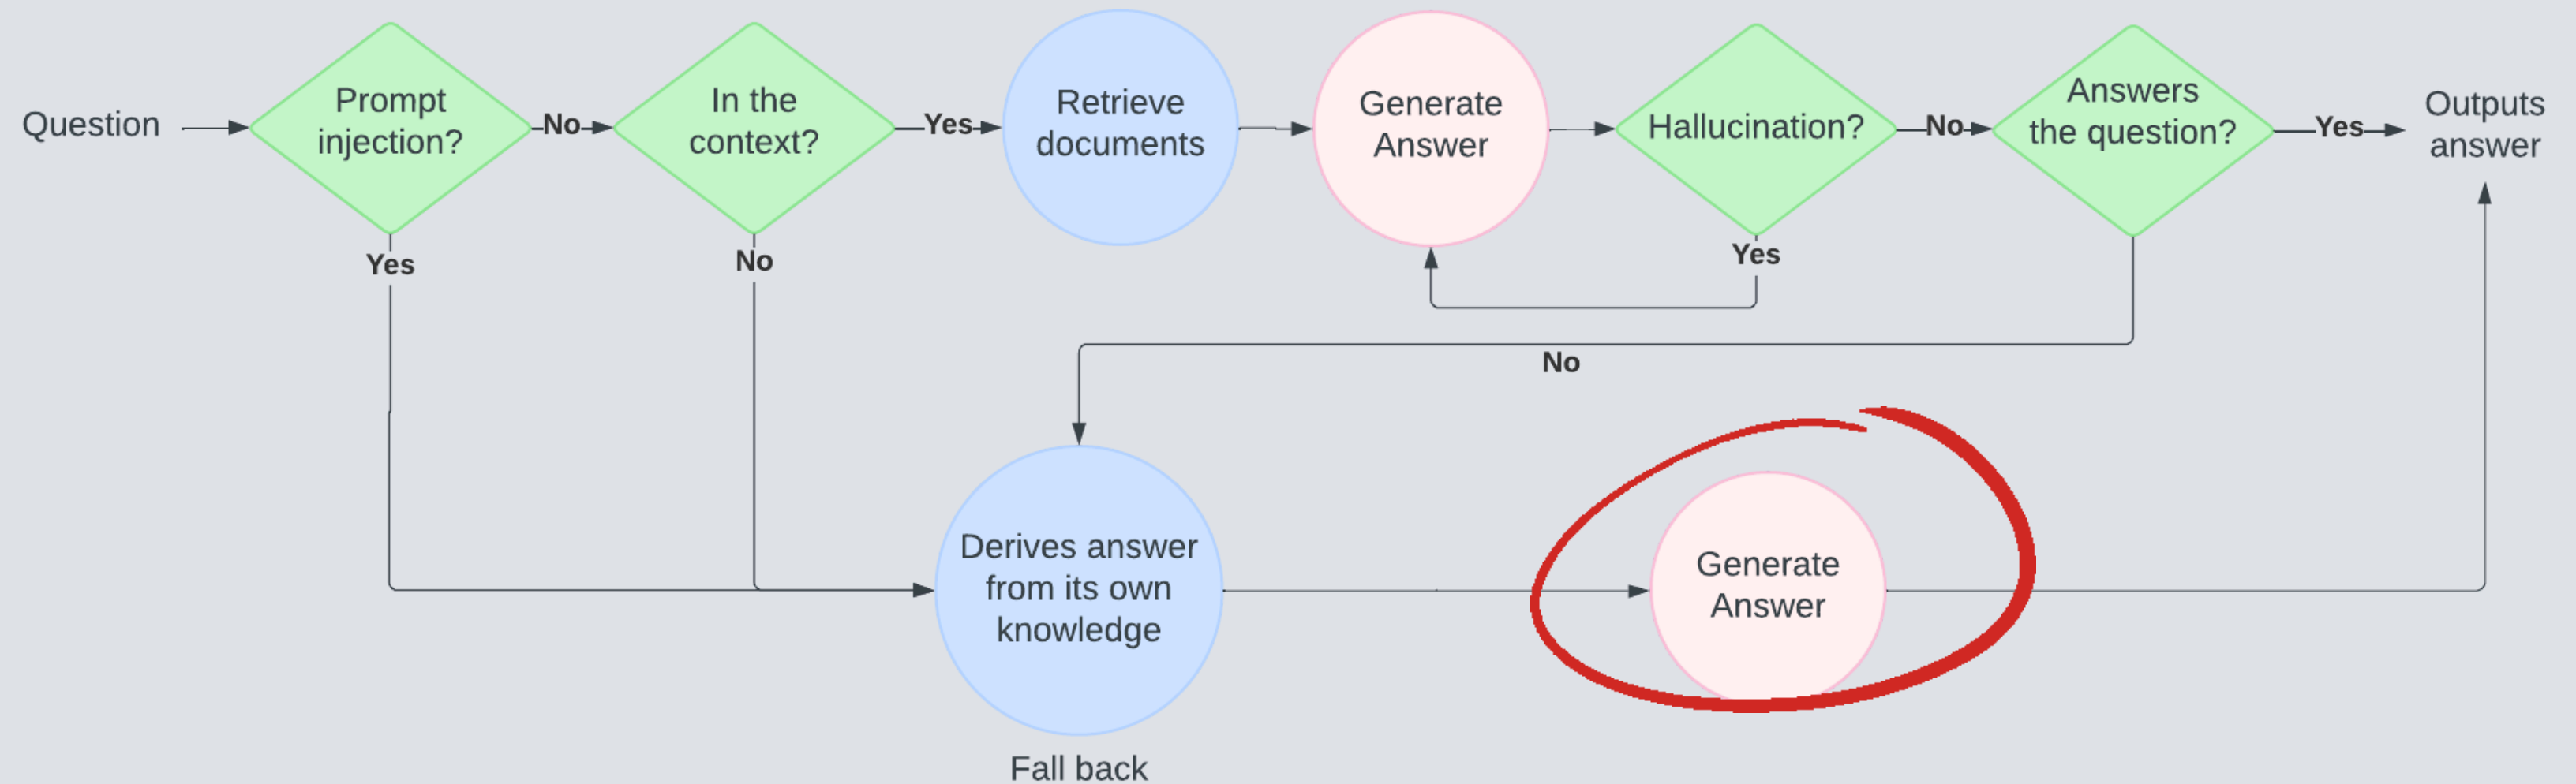 Question
Prompt
injection?
No
In the
context?
Yes
Retrieve
documents
Generate
Answer
Hallucination?
No
Answers
the question?
Yes
Outputs
answer
Yes
No
Yes
No
Derives answer
from its own
knowledge
Generate
Answer
Fall back